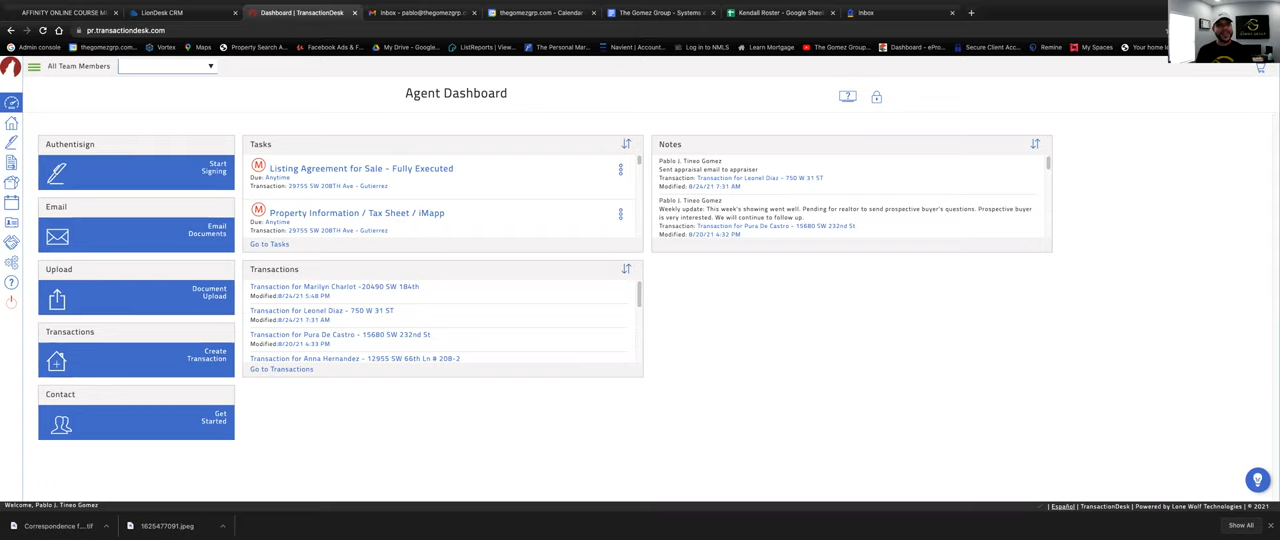 AFFINITY ONLINE COURSE M
LionDesk CRM
Dashboard | TransactionDesk
Inbox - pablo@thegomezgrp.com
thegomezgrp.com - Calendar
The Gomez Group - Systems a
Kendall Roster - Google Sheet
Inbox
pr.transactiondesk.com
Admin console
thegomezgrp.com
Vortex
Maps
Property Search A...
Facebook Ads & F...
My Drive - Google...
ListReports | My...
The Personal Mar...
Navient | Account...
Log in to NMLS
Learn Mortgage
The Gomez Group...
Dashboard - ePro...
Secure Client Acc...
Remine
My Spaces
Your home lo
All Team Members
Agent Dashboard
Authentisign
Start
Signing
Email
Email
Documents
Upload
Document
Upload
Transactions
Create
Transaction
Contact
Get
Started
Tasks
M Listing Agreement for Sale - Fully Executed
Due: Anytime
Transaction: 29755 SW 208TH Ave - Gutierrez
M Property Information / Tax Sheet / iMapp
Due: Anytime
Transaction: 29755 SW 208TH Ave - Gutierrez
Go to Tasks
Transactions
Transaction for Marilyn Charlot -20490 SW 184th
Modified:8/24/21 5:48 PM
Transaction for Leonel Diaz - 750 W 31 ST
Modified:8/24/21 7:31 AM
Transaction for Pura De Castro - 15680 SW 232nd St
Modified:8/20/21 4:33 PM
Transaction for Anna Hernandez - 12955 SW 66th Ln # 208-2
Go to Transactions
Notes
Pablo J. Tineo Gomez
Sent appraisal email to appraiser
Transaction: Transaction for Leonel Diaz - 750 W 31 ST
Modified: 8/24/21 7:31 AM
Pablo J. Tineo Gomez
Weekly update: This week's showing went well. Pending for realtor to send prospective buyer's questions. Prospective buyer
is very interested. We will continue to follow up.
Transaction: Transaction for Pura De Castro - 15680 SW 232nd St
Modified: 8/20/21 4:32 PM
Welcome, Pablo J. Tineo Gomez
| Español | TransactionDesk | Powered by Lone Wolf Technologies | © 2021
Correspondence f....tif
1625477091.jpeg
Show All